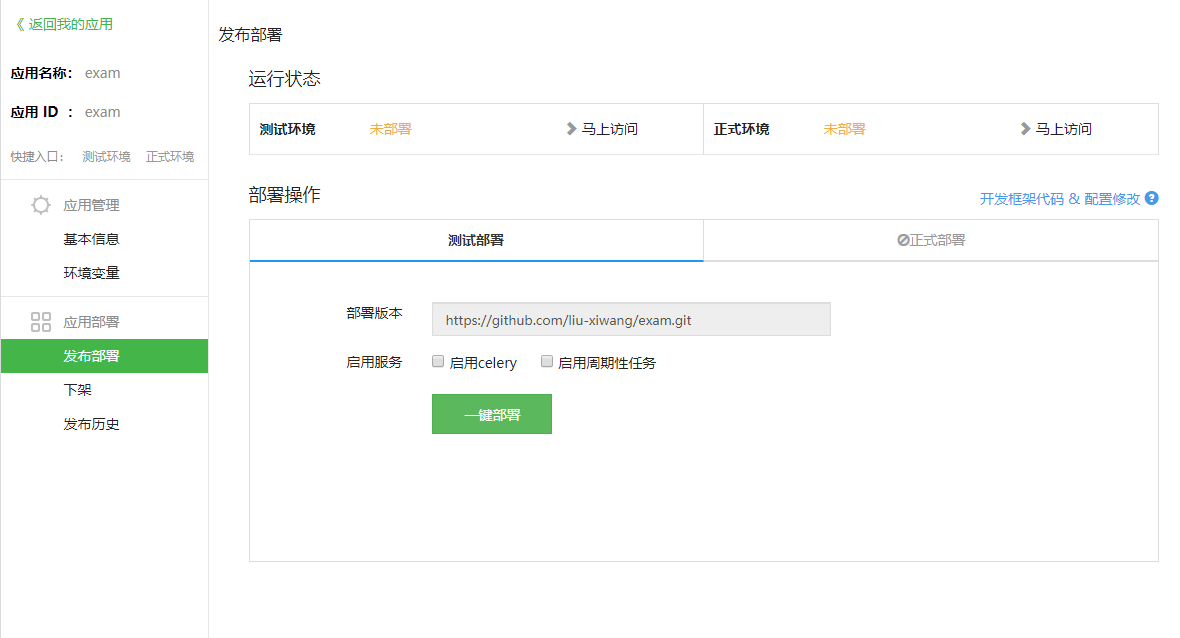 《 返回我的应用
应用名称： exam
应用 ID ： exam
快捷入口： 测试环境 正式环境
应用管理
基本信息
环境变量
应用部署
发布部署
下架
发布历史
发布部署
运行状态
测试环境 未部署 马上访问 正式环境 未部署 马上访问
部署操作 开发框架代码 & 配置修改 ?
测试部署 正式部署
部署版本 https://github.com/liu-xiwang/exam.git
启用服务 启用celery 启用周期性任务
一键部署